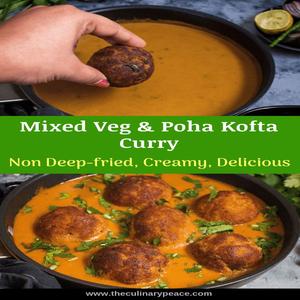 Mixed Veg & Poha Kofta
Curry
Non Deep-fried, Creamy, Delicious
www.theculinarypeace.com